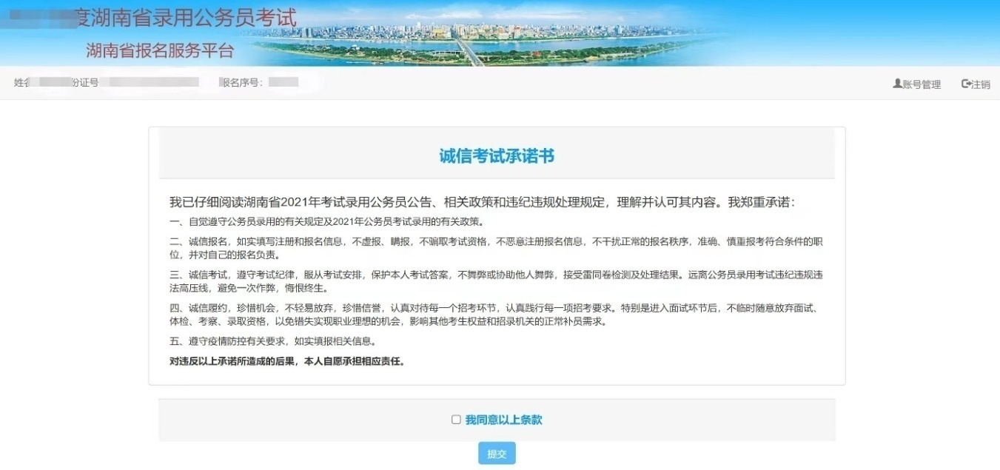 度湖南省录用公务员考试
湖南省报名服务平台
姓名 份证号 报名序号：
账号管理 注销
诚信考试承诺书
我已仔细阅读湖南省2021年考试录用公务员公告、相关政策和违纪违规处理规定，理解并认可其内容。我郑重承诺：
一、自觉遵守公务员录用的有关规定及2021年公务员考试录用的有关政策。
二、诚信报名，如实填写注册和报名信息，不虚报、瞒报，不骗取考试资格，不恶意注册报名信息，不干扰正常的报名秩序，准确、慎重报考符合条件的职
位，并对自己的报名负责。
三、诚信考试，遵守考试纪律，服从考试安排，保护本人考试答案，不舞弊或协助他人舞弊，接受雷同卷检测及处理结果。远离公务员录用考试违纪违规违
法高压线，避免一次作弊，悔恨终生。
四、诚信履约，珍惜机会，不轻易放弃，珍惜信誉，认真对待每一个招考环节，认真践行每一项招考要求。特别是进入面试环节后，不临时随意放弃面试、
体检、考察、录取资格，以免错失实现职业理想的机会，影响其他考生权益和招录机关的正常补员需求。
五、遵守疫情防控有关要求，如实填报相关信息。
对违反以上承诺所造成的后果，本人自愿承担相应责任。
我同意以上条款
提交